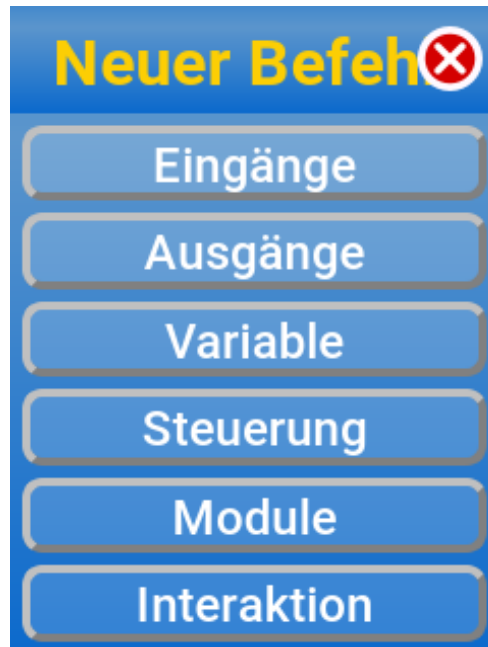 Neuer Befeh
Eingänge
Ausgänge
Variable
Steuerung
Module
Interaktion